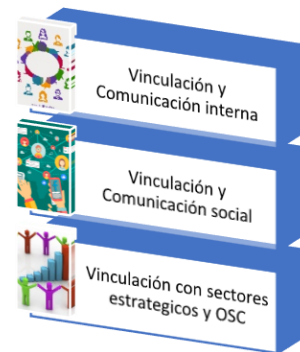 Vinculación y
Comunicación interna
Vinculación y
Comunicación social
Vinculación con sectores
estrategicos y OSC